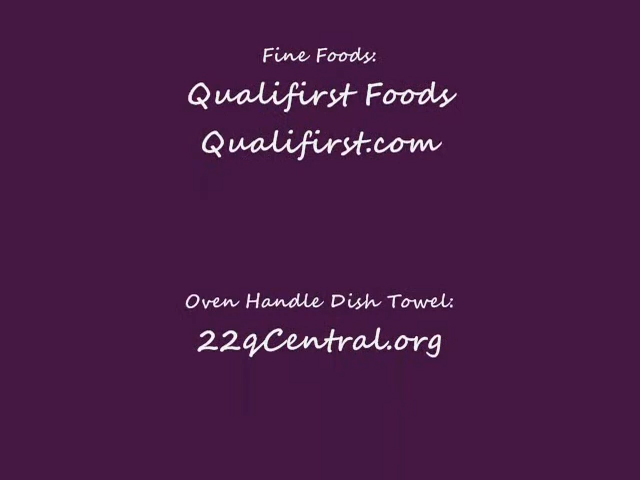 Fine Foods:
Qualifirst Foods
Qualifirst.com
Oven Handle Dish Towel:
22qCentral.org